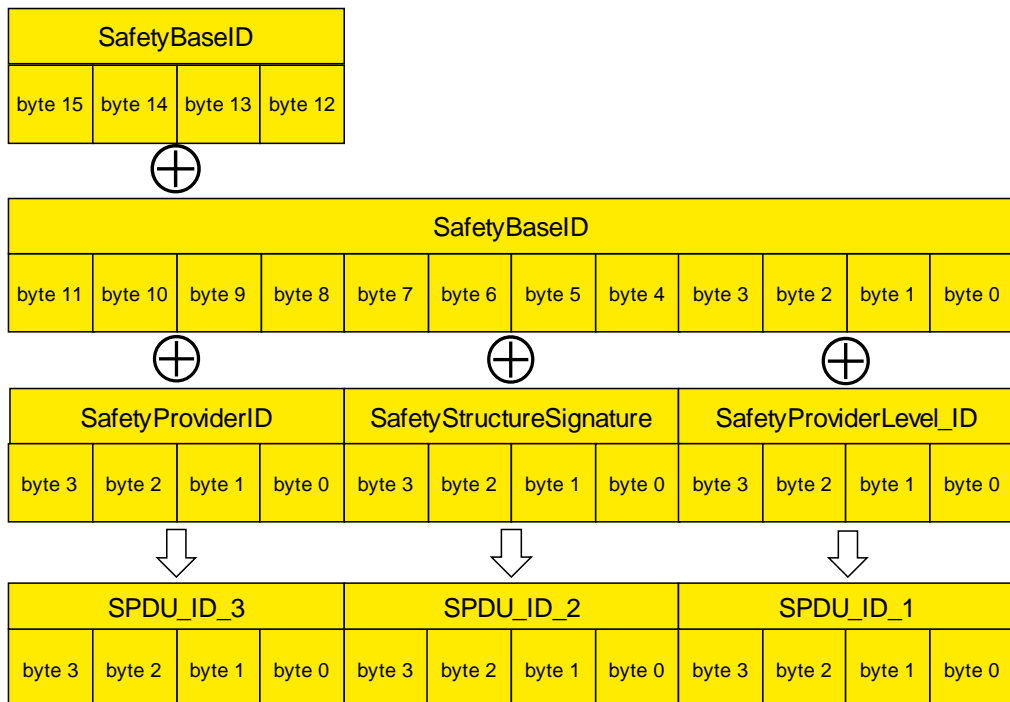 SafetyBaseID
byte 15 byte 14 byte 13 byte 12
SafetyBaseID
byte 11 byte 10 byte 9 byte 8 byte 7 byte 6 byte 5 byte 4 byte 3 byte 2 byte 1 byte 0
SafetyProviderID SafetyStructureSignature SafetyProviderLevel_ID
byte 3 byte 2 byte 1 byte 0 byte 3 byte 2 byte 1 byte 0 byte 3 byte 2 byte 1 byte 0
SPDU_ID_3 SPDU_ID_2 SPDU_ID_1
byte 3 byte 2 byte 1 byte 0 byte 3 byte 2 byte 1 byte 0 byte 3 byte 2 byte 1 byte 0